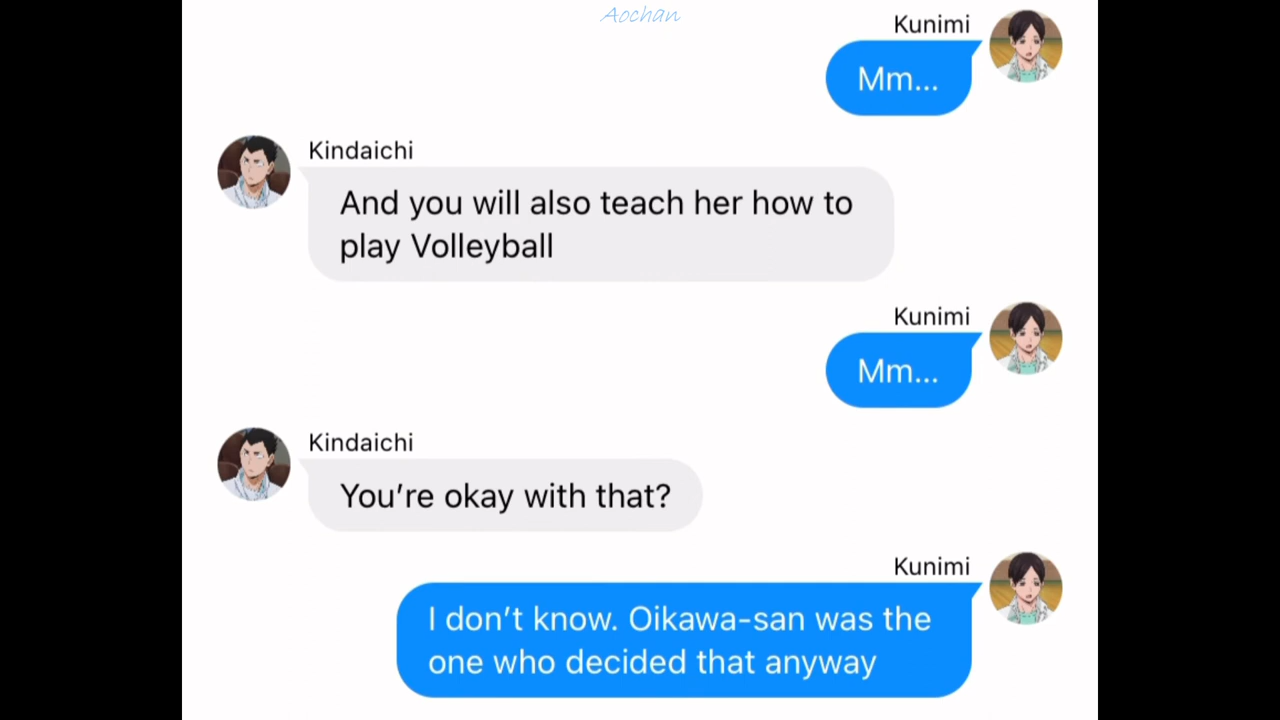 Aochan
Kunimi
Mm...
Kindaichi
And you will also teach her how to
play Volleyball
Kunimi
Mm...
Kindaichi
You’re okay with that?
Kunimi
I don’t know. Oikawa-san was the
one who decided that anyway